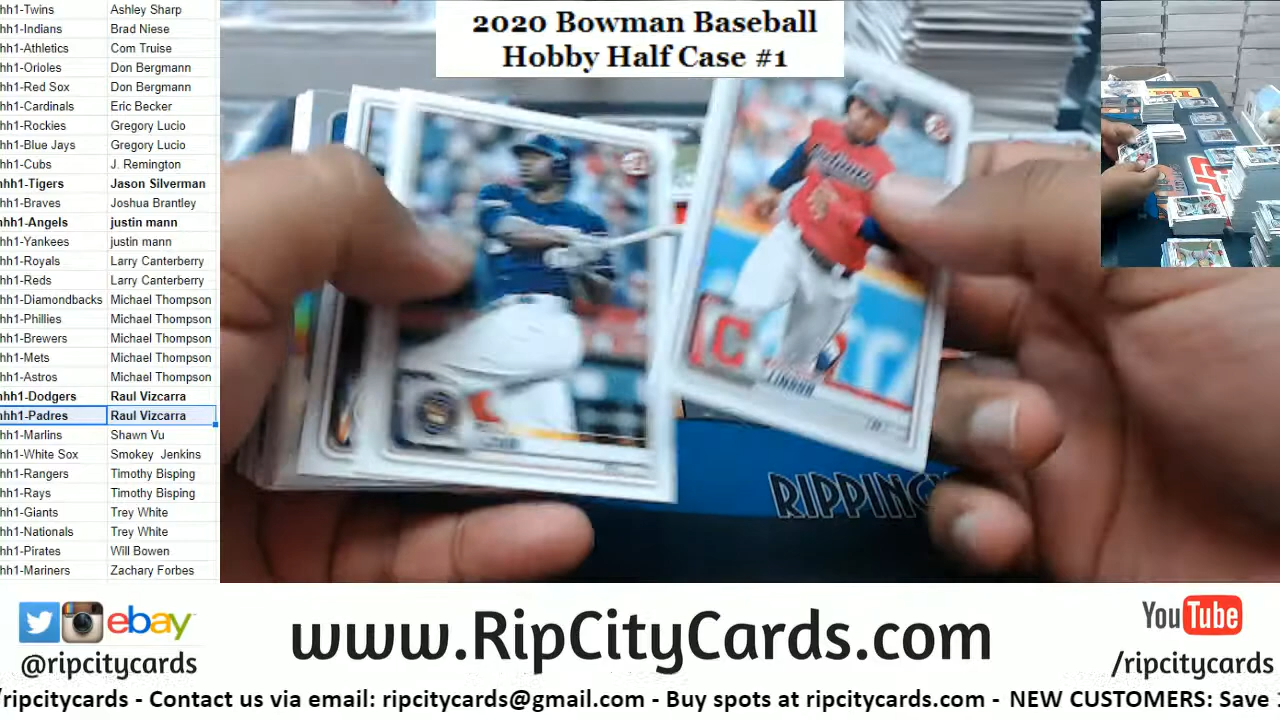 2020 Bowman Baseball
Hobby Half Case #1
hh1-Twins Ashley Sharp
hh1-Indians Brad Niese
hh1-Athletics Com Truise
hh1-Orioles Don Bergmann
hh1-Red Sox Don Bergmann
hh1-Cardinals Eric Becker
hh1-Rockies Gregory Lucio
hh1-Blue Jays Gregory Lucio
hh1-Cubs J. Remington
hh1-Tigers Jason Silverman
hh1-Braves Joshua Brantley
hh1-Angels justin mann
hh1-Yankees justin mann
hh1-Royals Larry Canterberry
hh1-Reds Larry Canterberry
hh1-Diamondbacks Michael Thompson
hh1-Phillies Michael Thompson
hh1-Brewers Michael Thompson
hh1-Mets Michael Thompson
hh1-Astros Michael Thompson
hh1-Dodgers Raul Vizcarra
hh1-Padres Raul Vizcarra
hh1-Marlins Shawn Vu
hh1-White Sox Smokey Jenkins
hh1-Rangers Timothy Bisping
hh1-Rays Timothy Bisping
hh1-Giants Trey White
hh1-Nationals Trey White
hh1-Pirates Will Bowen
hh1-Mariners Zachary Forbes
Indians
C
RIPPING
ebay
@ripcitycards
www.RipCityCards.com
YouTube
/ripcitycards
/ripcitycards - Contact us via email: ripcitycards@gmail.com - Buy spots at ripcitycards.com - NEW CUSTOMERS: Save